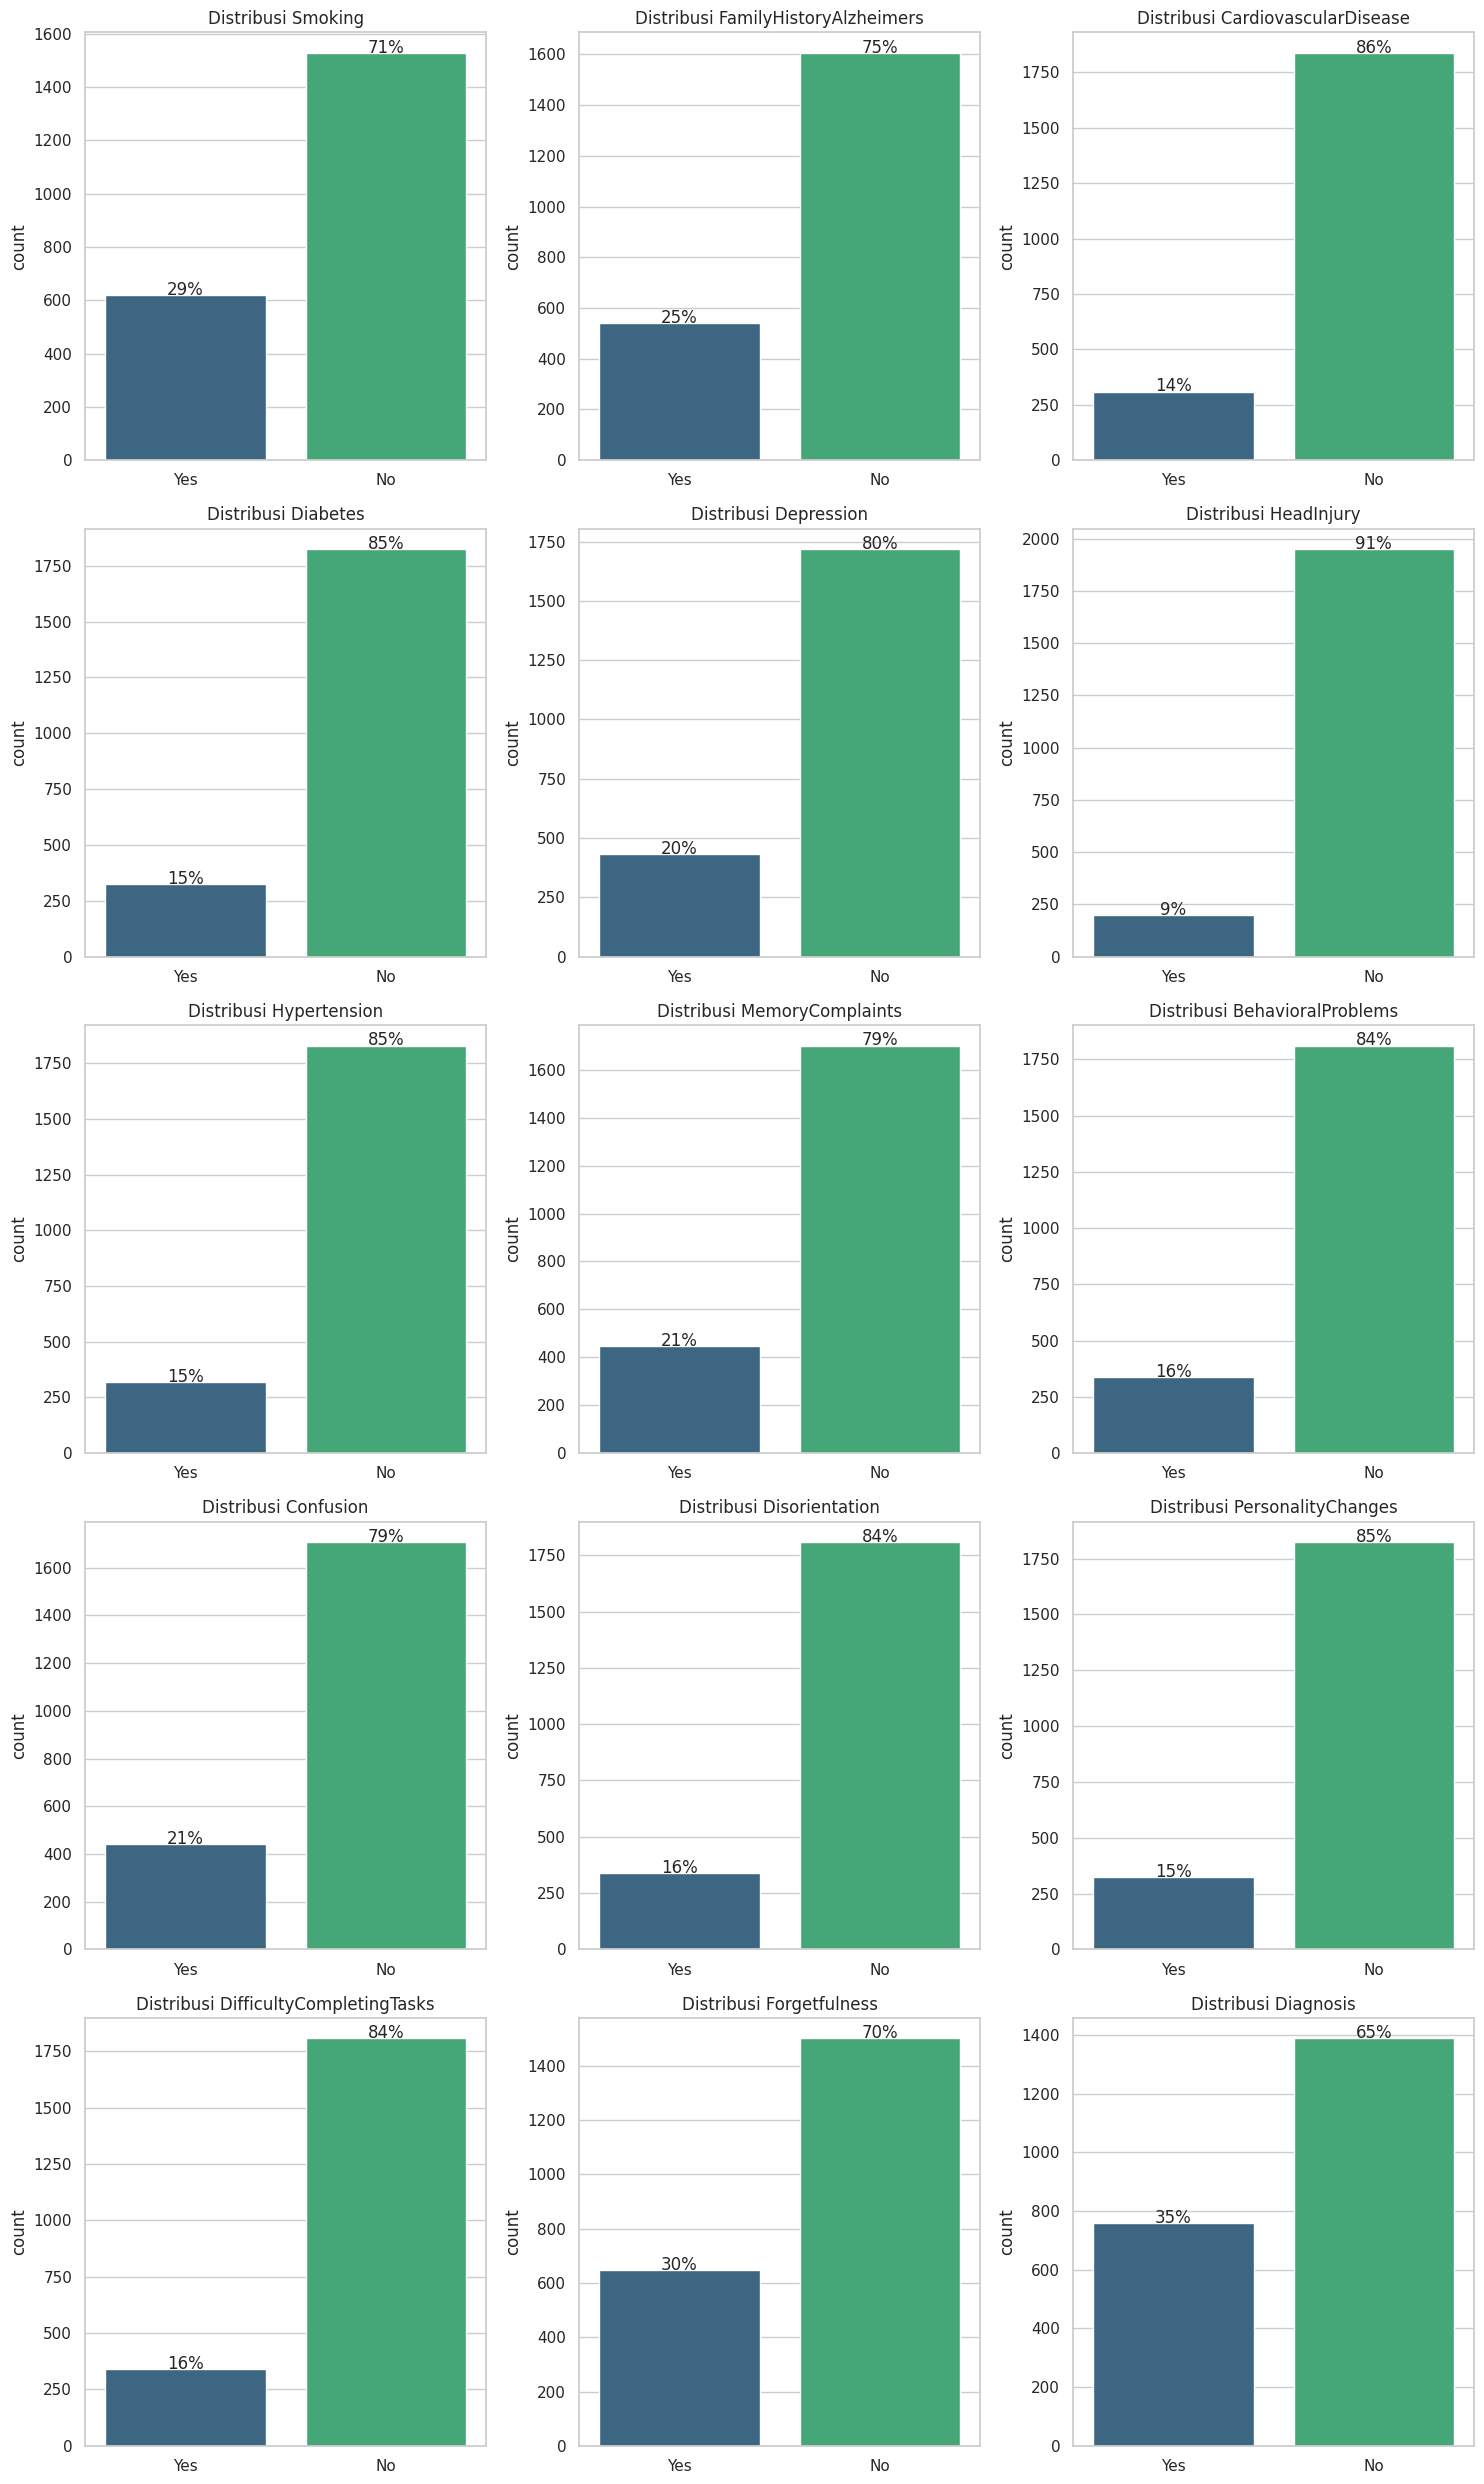 Distribusi Smoking
1600
1400
1200
1000
800
600
400
200
0
count
29%
71%
Yes
No
Distribusi FamilyHistoryAlzheimers
1600
1400
1200
1000
800
600
400
200
0
count
25%
75%
Yes
No
Distribusi CardiovascularDisease
1750
1500
1250
1000
750
500
250
0
count
14%
86%
Yes
No
Distribusi Diabetes
1750
1500
1250
1000
750
500
250
0
count
15%
85%
Yes
No
Distribusi Depression
1750
1500
1250
1000
750
500
250
0
count
20%
80%
Yes
No
Distribusi HeadInjury
2000
1750
1500
1250
1000
750
500
250
0
count
9%
91%
Yes
No
Distribusi Hypertension
1750
1500
1250
1000
750
500
250
0
count
15%
85%
Yes
No
Distribusi MemoryComplaints
1600
1400
1200
1000
800
600
400
200
0
count
21%
79%
Yes
No
Distribusi BehavioralProblems
1750
1500
1250
1000
750
500
250
0
count
16%
84%
Yes
No
Distribusi Confusion
1600
1400
1200
1000
800
600
400
200
0
count
21%
79%
Yes
No
Distribusi Disorientation
1750
1500
1250
1000
750
500
250
0
count
16%
84%
Yes
No
Distribusi PersonalityChanges
1750
1500
1250
1000
750
500
250
0
count
15%
85%
Yes
No
Distribusi DifficultyCompletingTasks
1750
1500
1250
1000
750
500
250
0
count
16%
84%
Yes
No
Distribusi Forgetfulness
1400
1200
1000
800
600
400
200
0
count
30%
70%
Yes
No
Distribusi Diagnosis
1400
1200
1000
800
600
400
200
0
count
35%
65%
Yes
No